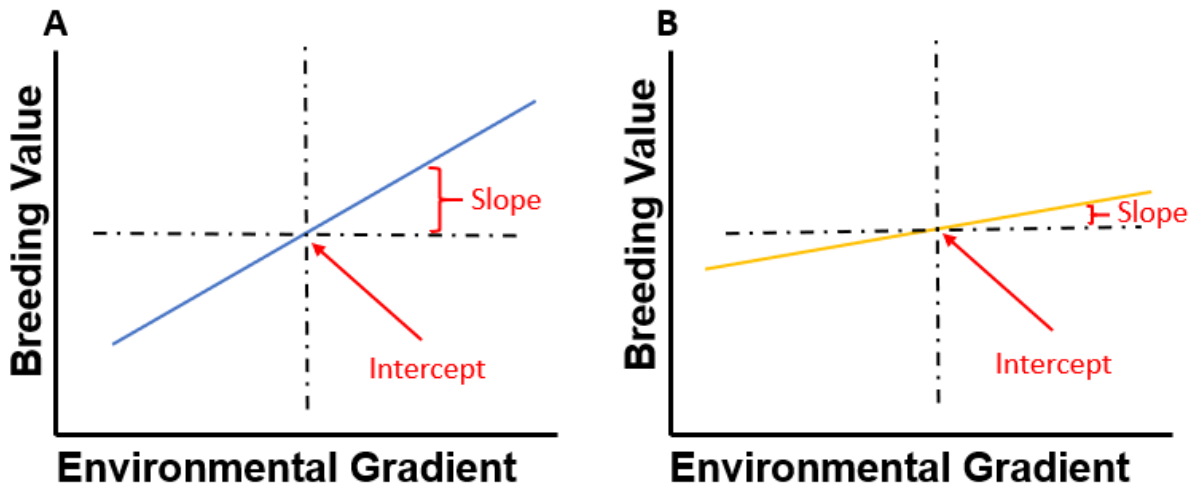 A
Breeding Value
Slope
Intercept
Environmental Gradient
B
Breeding Value
Slope
Intercept
Environmental Gradient